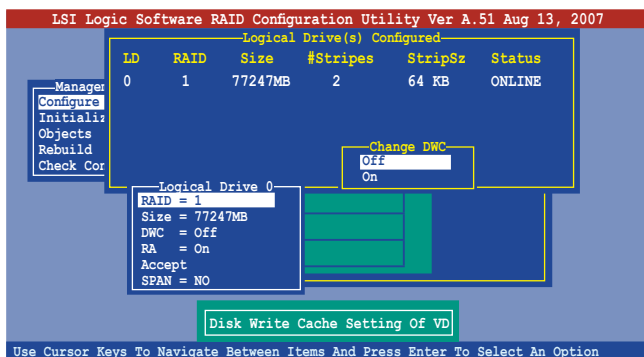 LSI Logic Software RAID Configuration Utility Ver A.51 Aug 13, 2007
Logical Drive(s) Configured
LD RAID Size #Stripes StripSz Status
0 1 77247MB 2 64 KB ONLINE
Configure
Initializ
Objects
Rebuild
Check Con
Change DWC
Off
On
Logical Drive 0
RAID = 1
Size = 77247MB
DWC = Off
RA = On
Accept
SPAN = NO
Disk Write Cache Setting Of VD
Use Cursor Keys To Navigate Between Items And Press Enter To Select An Option